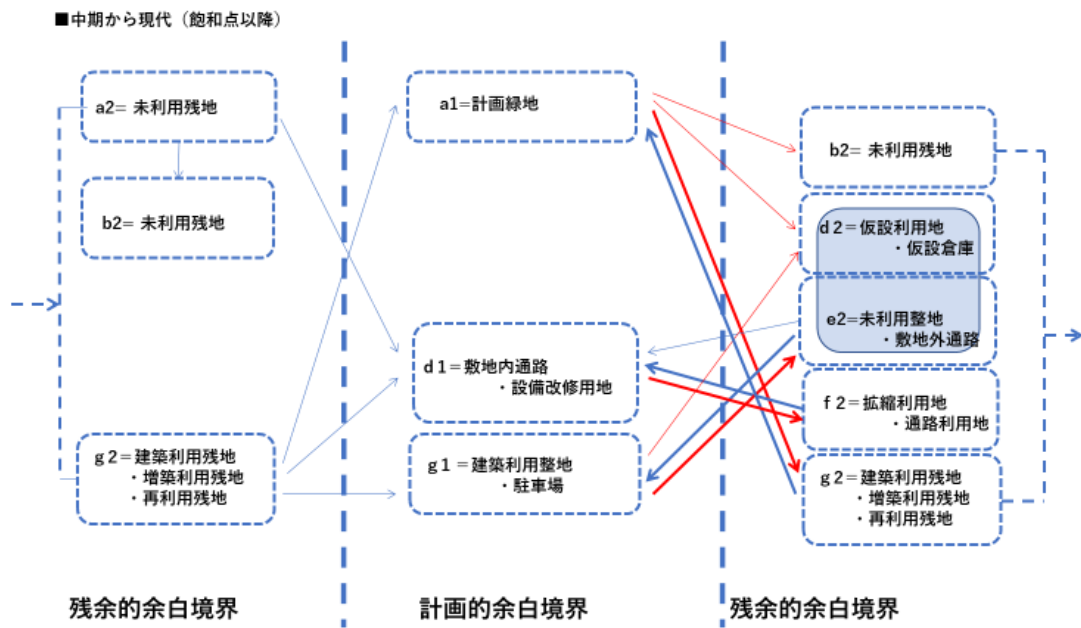 ■中期から現代（飽和点以降）
a2= 未利用残地
b2= 未利用残地
g2＝建築利用残地
・増築利用残地
・再利用残地
残余的余白境界
a1=計画緑地
d1＝敷地内通路
・設備改修用地
g1＝建築利用整地
・駐車場
計画的余白境界
b2= 未利用残地
d2＝仮設利用地
・仮設倉庫
e2=未利用整地
・敷地外通路
f2＝拡縮利用地
・通路利用地
g2＝建築利用残地
・増築利用残地
・再利用残地
残余的余白境界